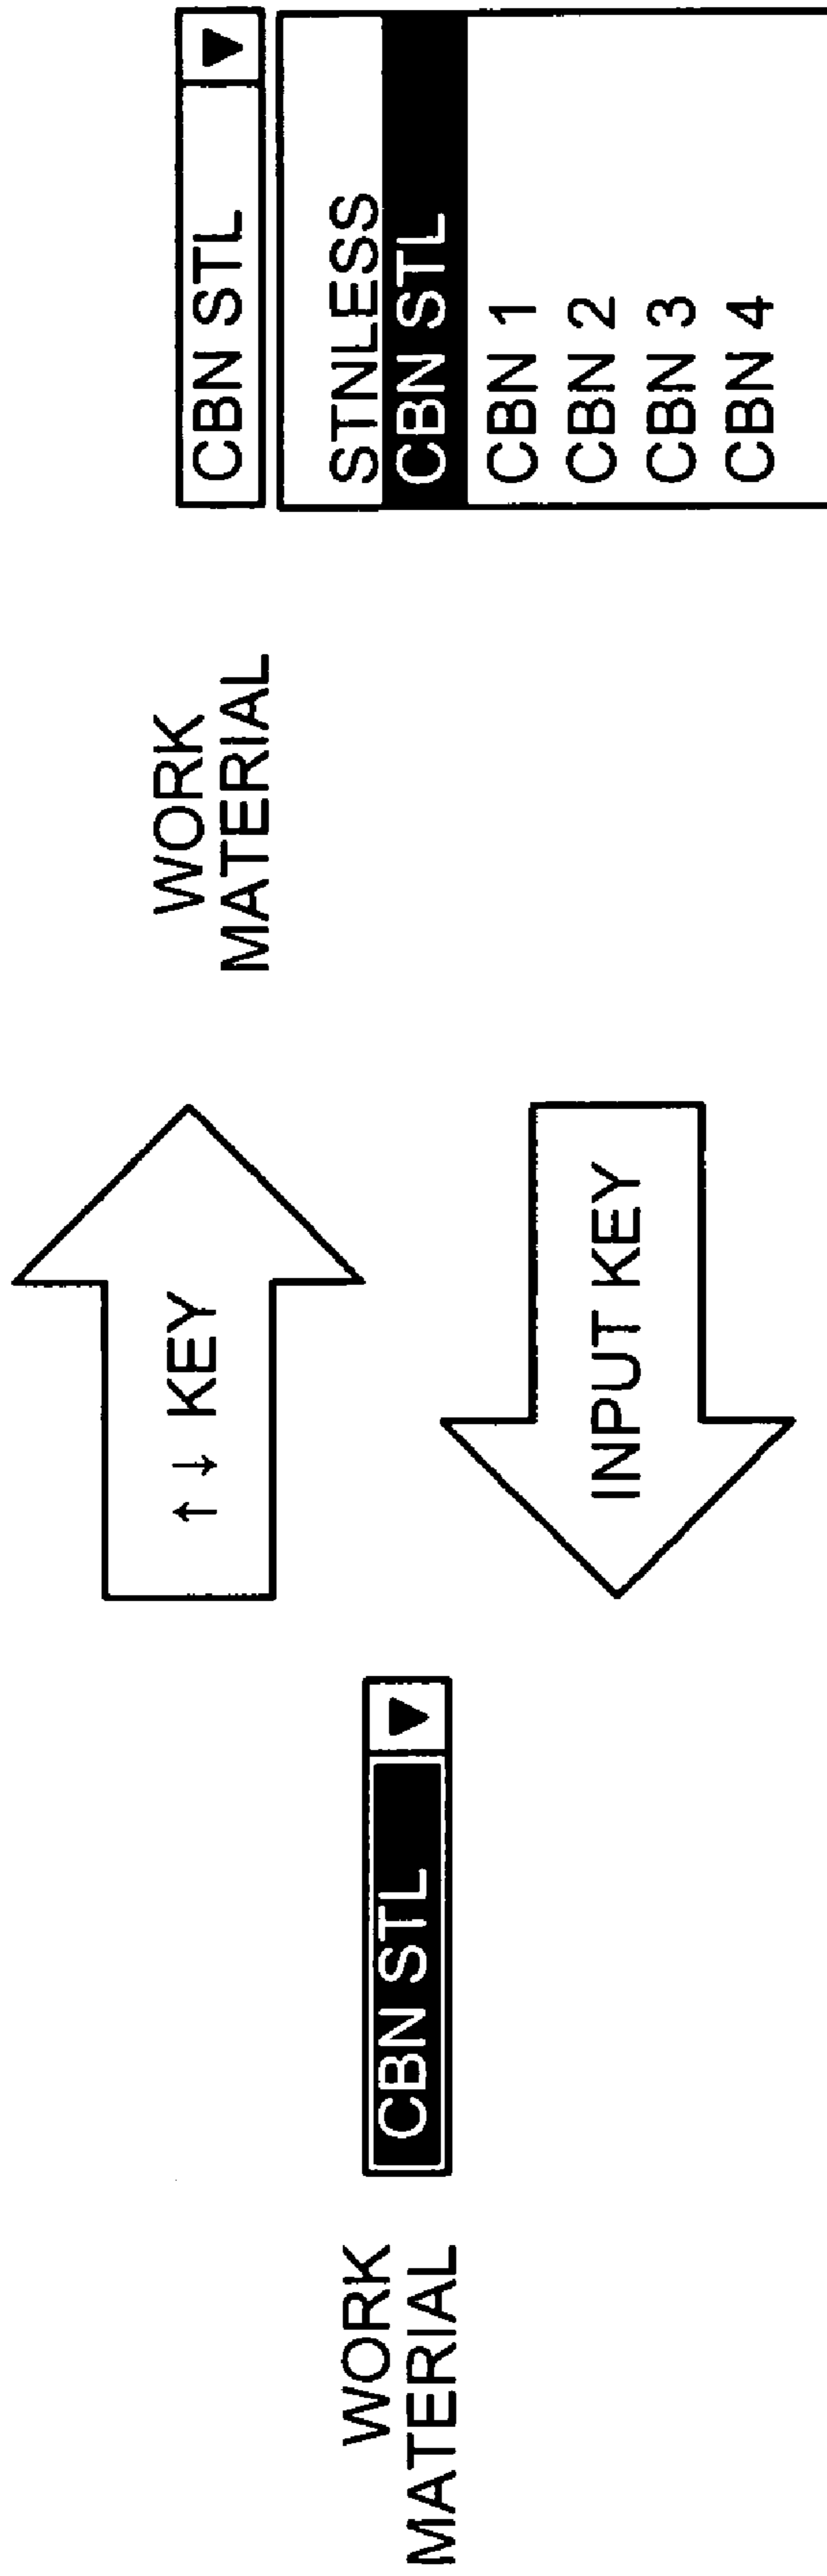 WORK
MATERIAL
CBN STL ▼
↑ ↓ KEY
INPUT KEY
WORK
MATERIAL
CBN STL ▼
STNLESS
CBN STL
CBN 1
CBN 2
CBN 3
CBN 4